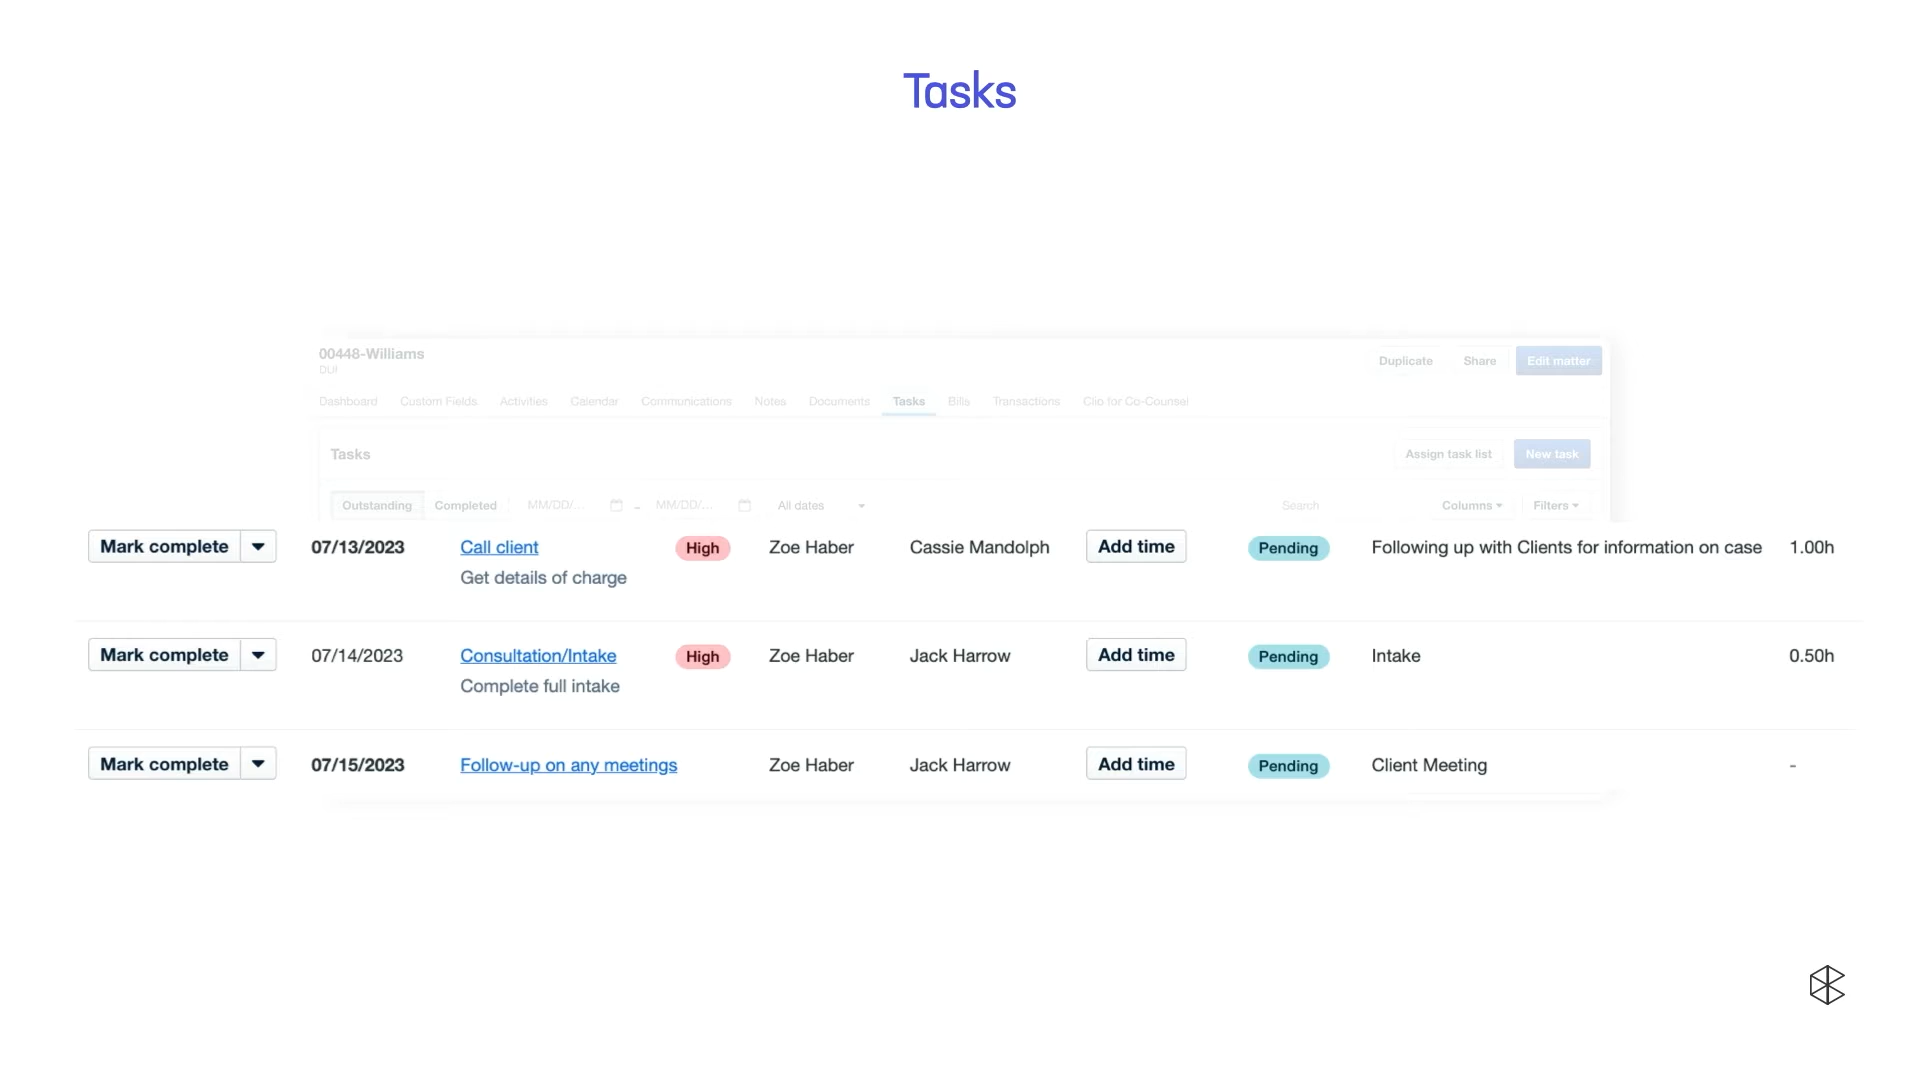 Tasks
00448-Williams
DUI
Duplicate Share Edit matter
Dashboard Custom Fields Activities Calendar Communications Notes Documents Tasks Bills Transactions Clio for Co-Counsel
Tasks
Assign task list New task
Outstanding Completed MM/DD/... - MM/DD/... All dates Search Columns Filters
Mark complete 07/13/2023 Call client High Zoe Haber Cassie Mandolph Add time Pending Following up with Clients for information on case 1.00h
Get details of charge
Mark complete 07/14/2023 Consultation/Intake High Zoe Haber Jack Harrow Add time Pending Intake 0.50h
Complete full intake
Mark complete 07/15/2023 Follow-up on any meetings Zoe Haber Jack Harrow Add time Pending Client Meeting -